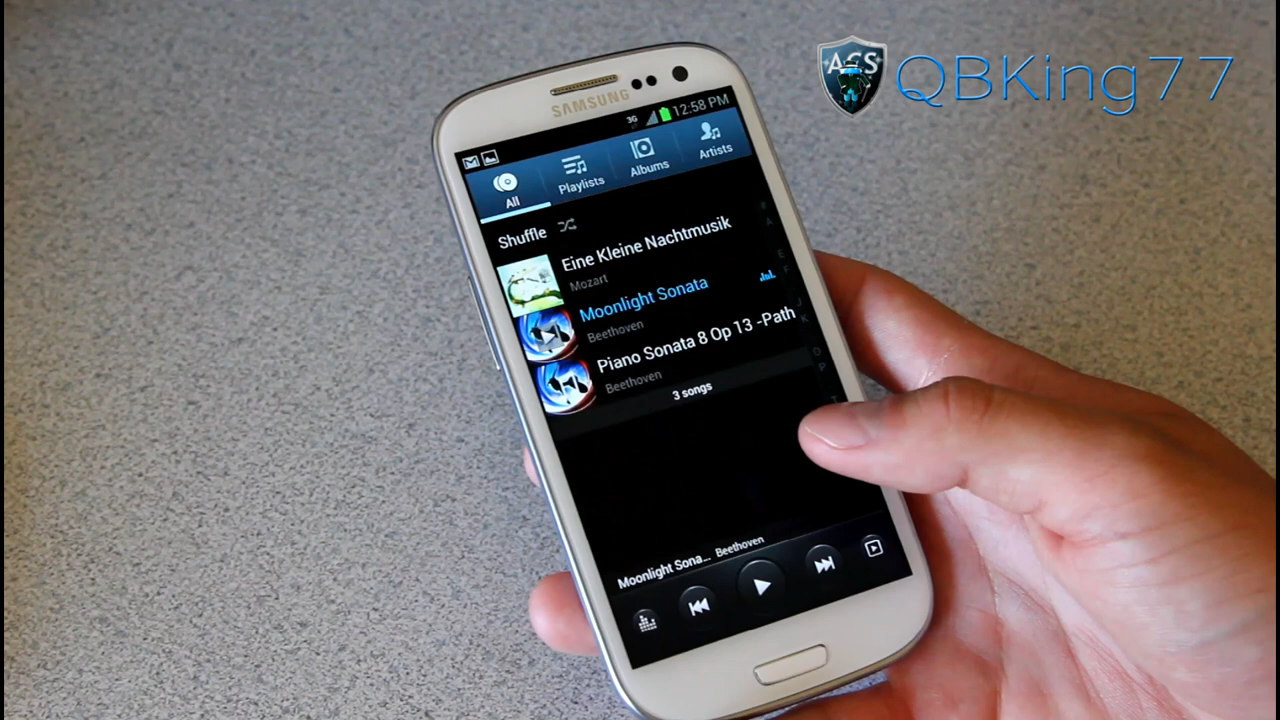 ACS QBKing77
SAMSUNG
3G 12:58 PM
All Playlists Albums Artists
Shuffle
Eine Kleine Nachtmusik
Mozart
Moonlight Sonata
Beethoven
Piano Sonata 8 Op 13 -Path
Beethoven
3 songs
Moonlight Sona... Beethoven